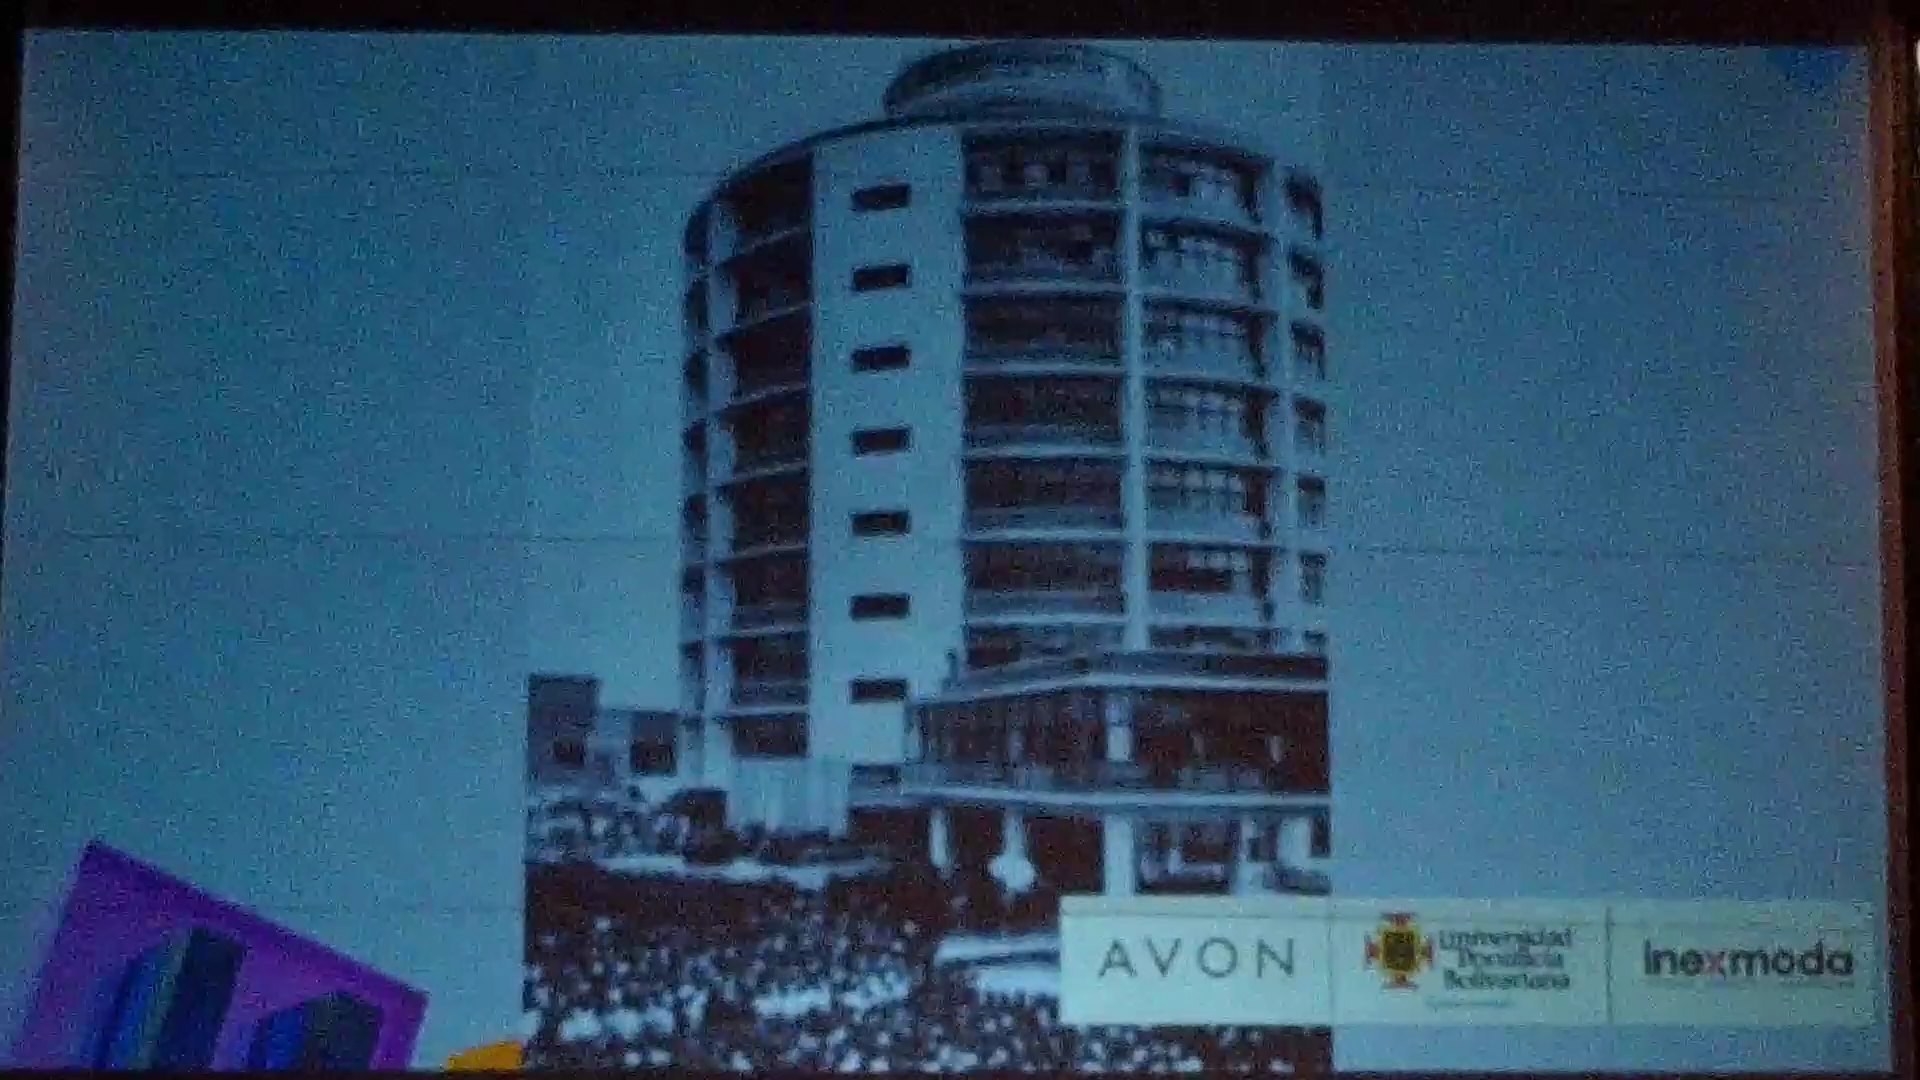 AVON
Universidad
Pontificia
Bolivariana
inexmoda